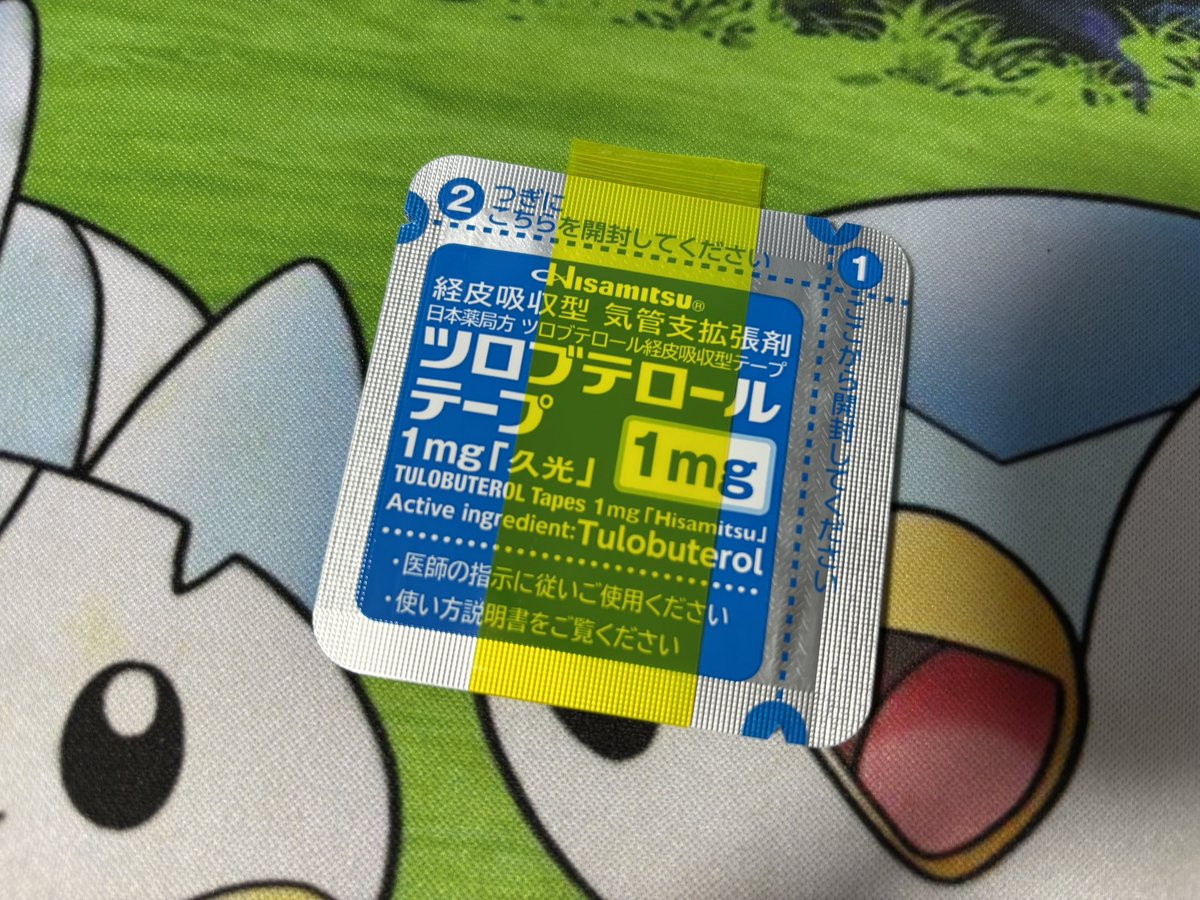 2 つぎに
こちらを開封してください
1 ここから開封してください
Hisamitsu®
経皮吸収型 気管支拡張剤
日本薬局方 ツロブテロール経皮吸収型テープ
ツロブテロール
テープ
1mg「久光」 1mg
TULOBUTEROL Tapes 1mg「Hisamitsu」
Active ingredient:Tulobuterol
・医師の指示に従いご使用ください
・使い方説明書をご覧ください